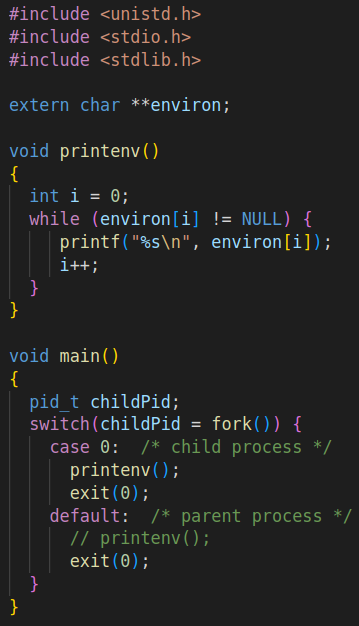 #include <unistd.h>
#include <stdio.h>
#include <stdlib.h>

extern char **environ;

void printenv()
{
  int i = 0;
  while (environ[i] != NULL) {
    printf("%s\n", environ[i]);
    i++;
  }
}

void main()
{
  pid_t childPid;
  switch(childPid = fork()) {
    case 0:  /* child process */
      printenv();
      exit(0);
    default:  /* parent process */
      // printenv();
      exit(0);
  }
}